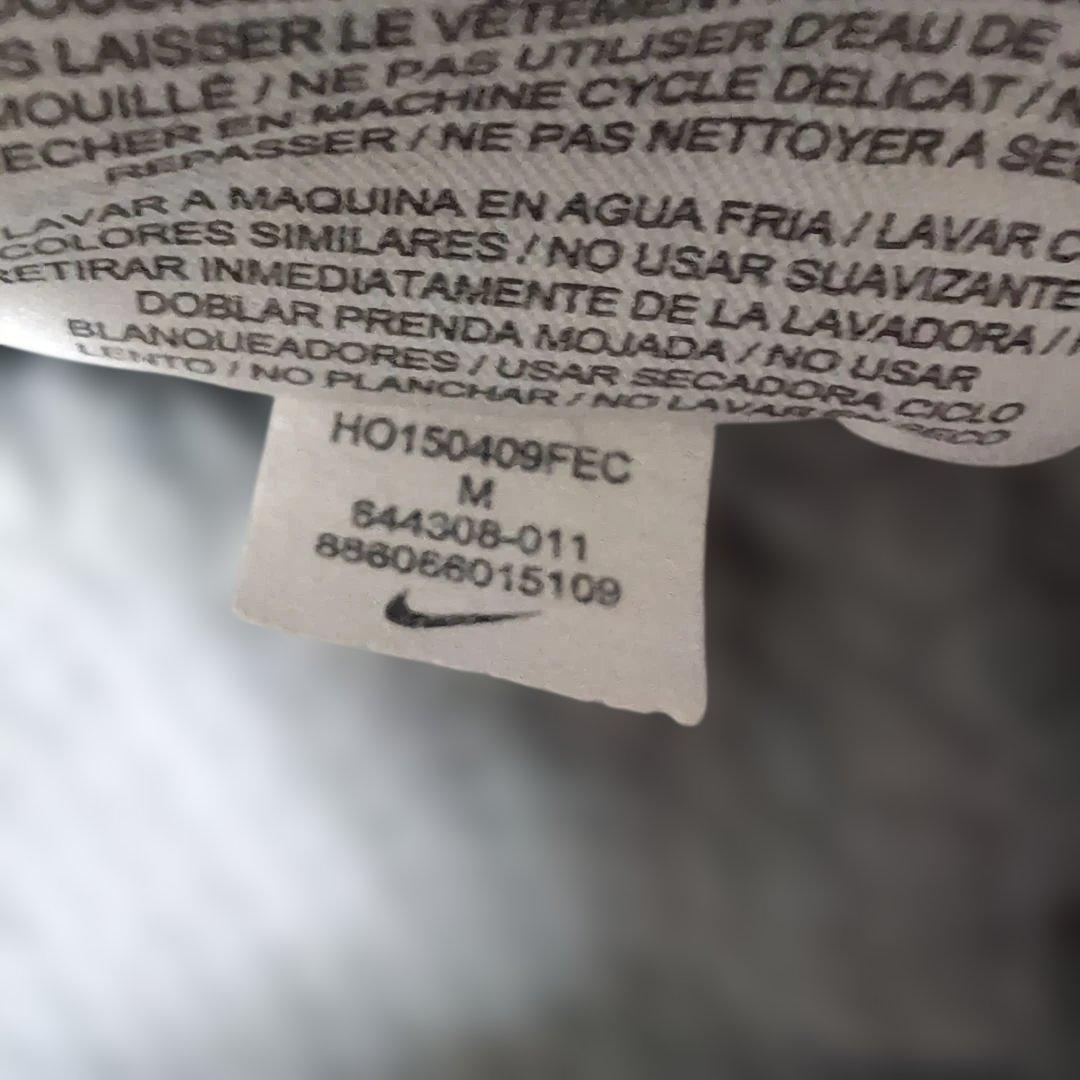 S LAISSER LE VÊTEMENT
MOUILLÉ / NE PAS UTILISER D'EAU DE
ECHER EN MACHINE CYCLE DELICAT /
REPASSER / NE PAS NETTOYER A SE
LAVAR A MAQUINA EN AGUA FRIA / LAVAR C
COLORES SIMILARES / NO USAR SUAVIZANTE
RETIRAR INMEDIATAMENTE DE LA LAVADORA /
DOBLAR PRENDA MOJADA / NO USAR
BLANQUEADORES / USAR SECADORA CICLO
LENTO / NO PLANCHAR / NO LAVAR EN SECO
HO150409FEC
M
644308-011
886066015109